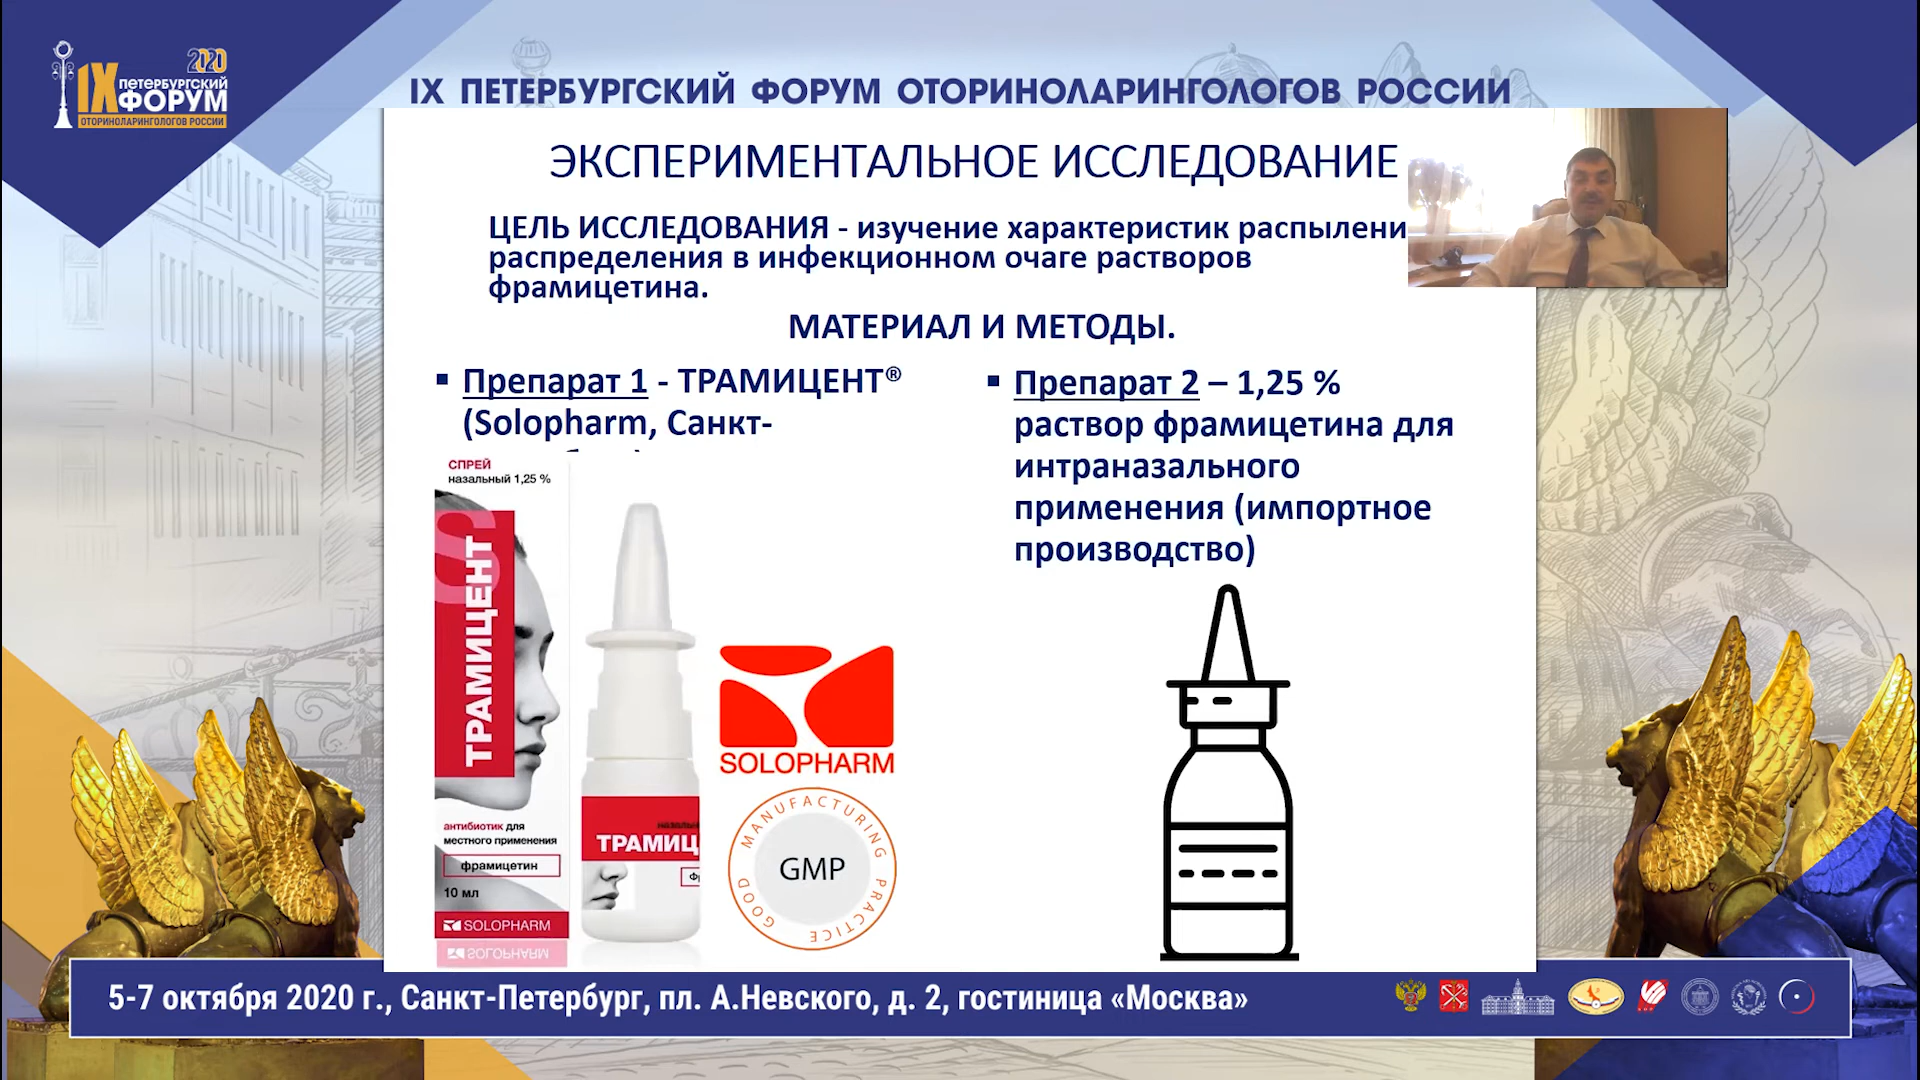 2020
IX ПЕТЕРБУРГСКИЙ
ФОРУМ
ОТОРИНОЛАРИНГОЛОГОВ РОССИИ
IX ПЕТЕРБУРГСКИЙ ФОРУМ ОТОРИНОЛАРИНГОЛОГОВ РОССИИ
ЭКСПЕРИМЕНТАЛЬНОЕ ИССЛЕДОВАНИЕ
ЦЕЛЬ ИССЛЕДОВАНИЯ - изучение характеристик распылени
распределения в инфекционном очаге растворов
фрамицетина.
МАТЕРИАЛ И МЕТОДЫ.
▪ Препарат 1 - ТРАМИЦЕНТ®
(Solopharm, Санкт-
СПРЕЙ
назальный 1,25 %
ТРАМИЦЕНТ
антибиотик для
местного применения
фрамицетин
10 мл
SOLOPHARM
ТРАМИЦ
SOLOPHARM
GOOD MANUFACTURING PRACTICE
GMP
▪ Препарат 2 – 1,25 %
раствор фрамицетина для
интраназального
применения (импортное
производство)
5-7 октября 2020 г., Санкт-Петербург, пл. А.Невского, д. 2, гостиница «Москва»